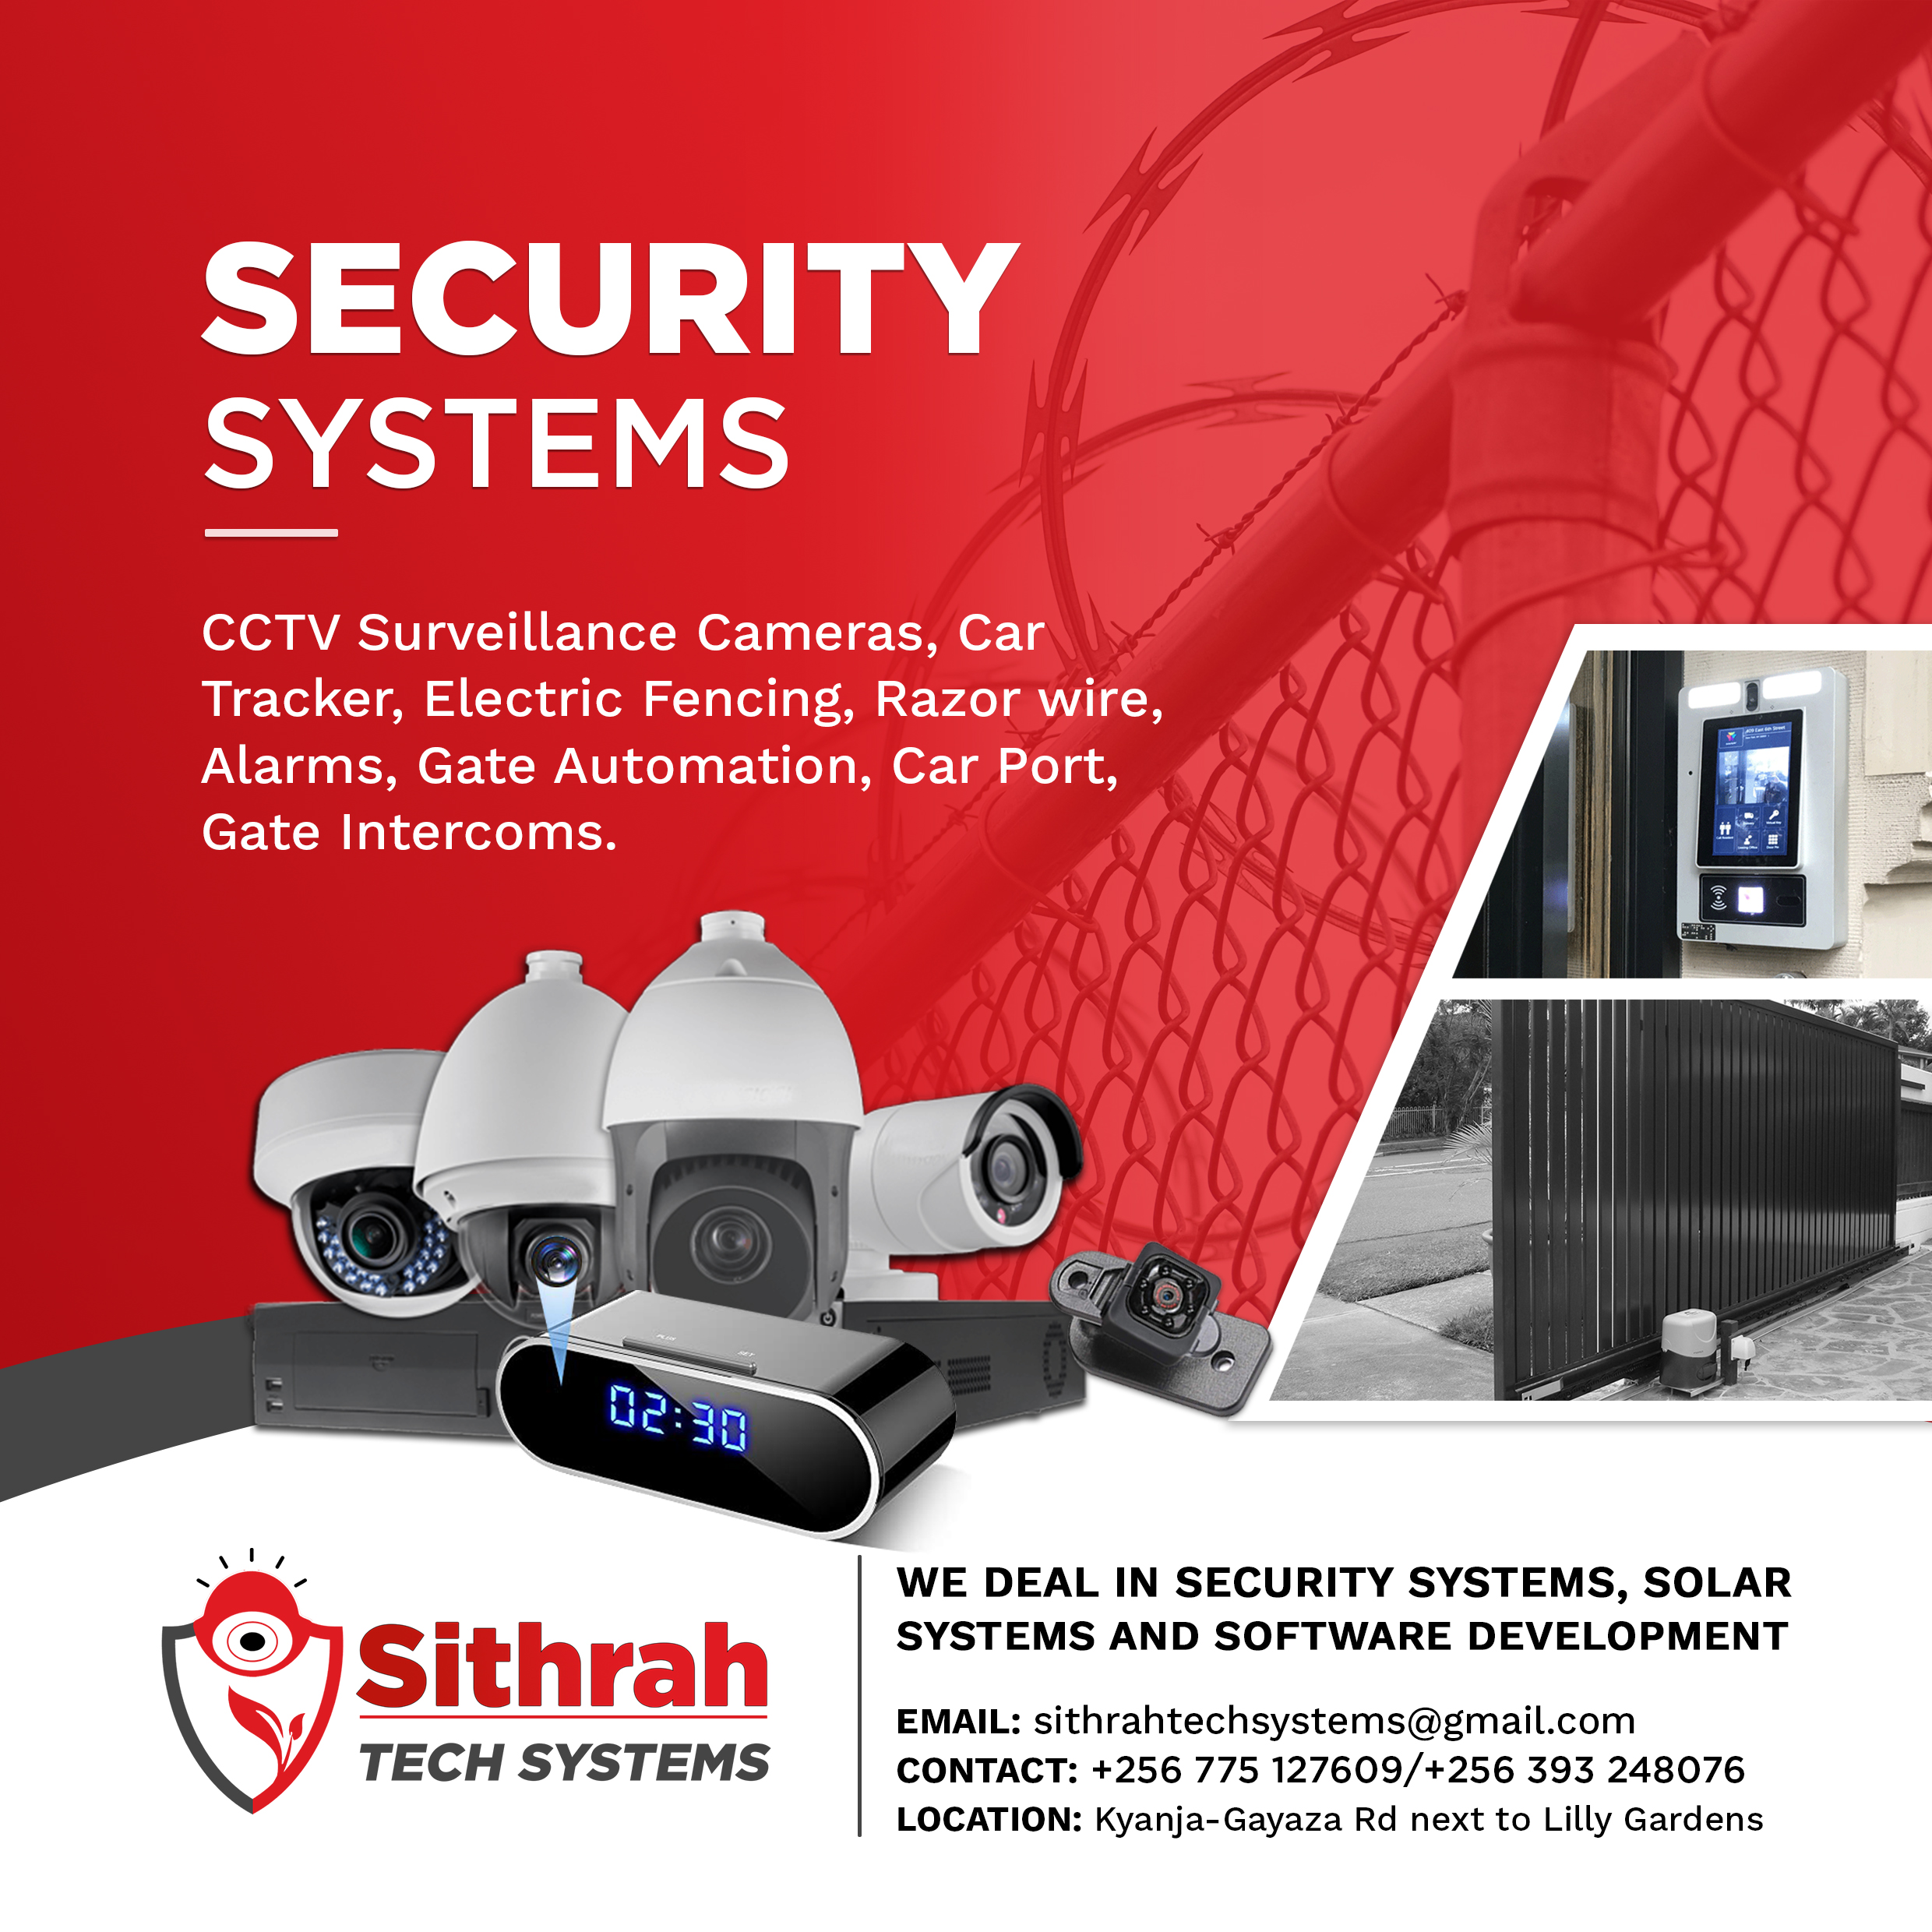 SECURITY
SYSTEMS
CCTV Surveillance Cameras, Car
Tracker, Electric Fencing, Razor wire,
Alarms, Gate Automation, Car Port,
Gate Intercoms.
SET
02:30
Sithrah
TECH SYSTEMS
WE DEAL IN SECURITY SYSTEMS, SOLAR
SYSTEMS AND SOFTWARE DEVELOPMENT
EMAIL: sithrahtechsystems@gmail.com
CONTACT: +256 775 127609/+256 393 248076
LOCATION: Kyanja-Gayaza Rd next to Lilly Gardens